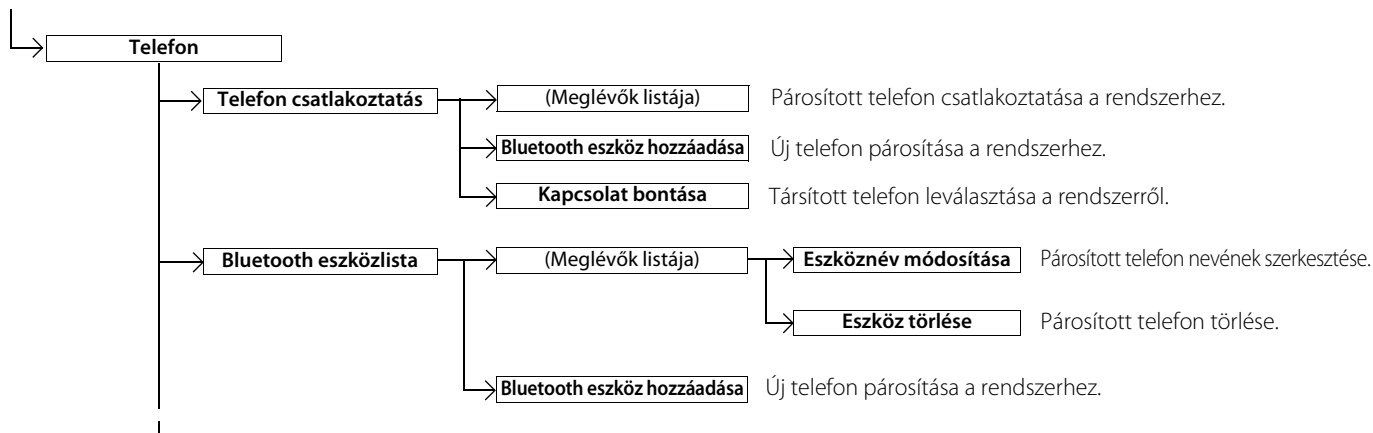 Telefon
Telefon csatlakoztatás
(Meglévők listája)
Párosított telefon csatlakoztatása a rendszerhez.
Bluetooth eszköz hozzáadása
Új telefon párosítása a rendszerhez.
Kapcsolat bontása
Társított telefon leválasztása a rendszerről.
Bluetooth eszközlista
(Meglévők listája)
Eszköznév módosítása
Párosított telefon nevének szerkesztése.
Eszköz törlése
Párosított telefon törlése.
Bluetooth eszköz hozzáadása
Új telefon párosítása a rendszerhez.